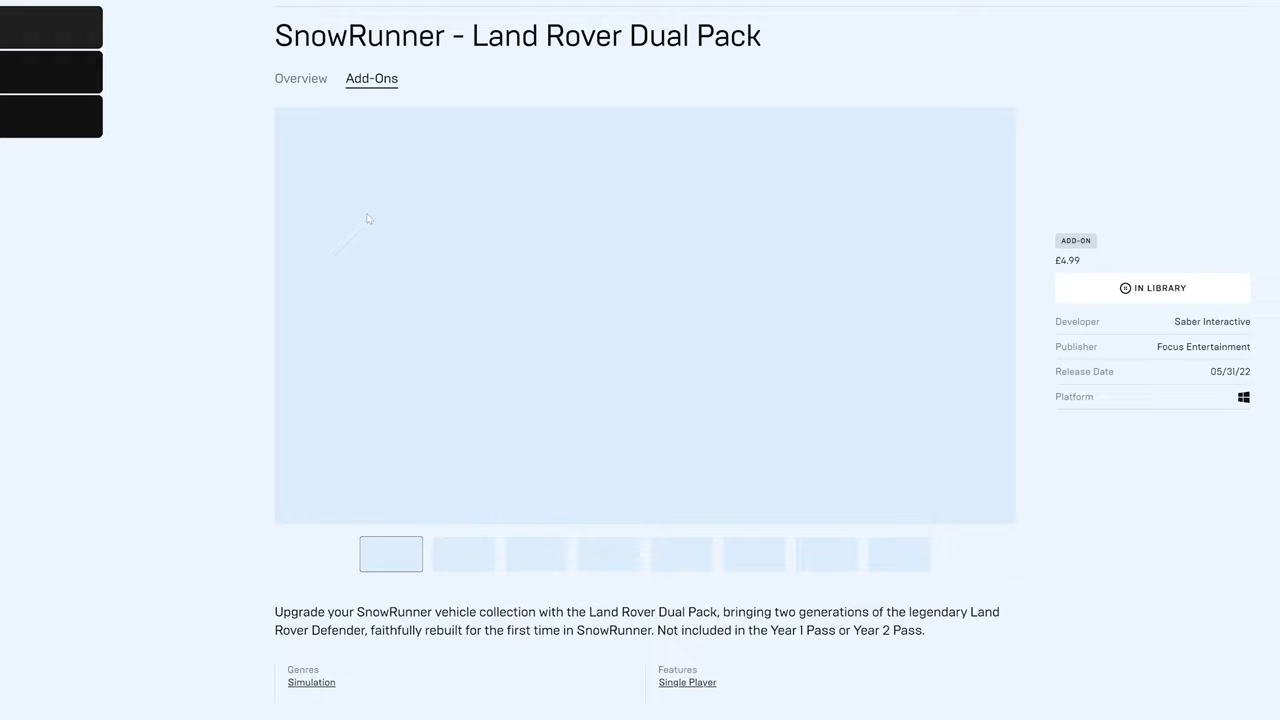 SnowRunner - Land Rover Dual Pack
Overview
Add-Ons
ADD-ON
£4.99
IN LIBRARY
Developer
Saber Interactive
Publisher
Focus Entertainment
Release Date
05/31/22
Platform
Upgrade your SnowRunner vehicle collection with the Land Rover Dual Pack, bringing two generations of the legendary Land
Rover Defender, faithfully rebuilt for the first time in SnowRunner. Not included in the Year 1 Pass or Year 2 Pass.
Genres
Simulation
Features
Single Player